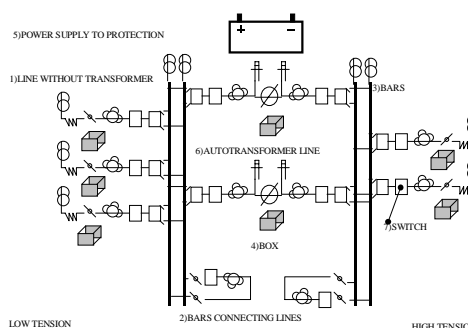 5)POWER SUPPLY TO PROTECTION
+ −
1)LINE WITHOUT TRANSFORMER
3)BARS
6)AUTOTRANSFORMER LINE
7)SWITCH
4)BOX
2)BARS CONNECTING LINES
LOW TENSION